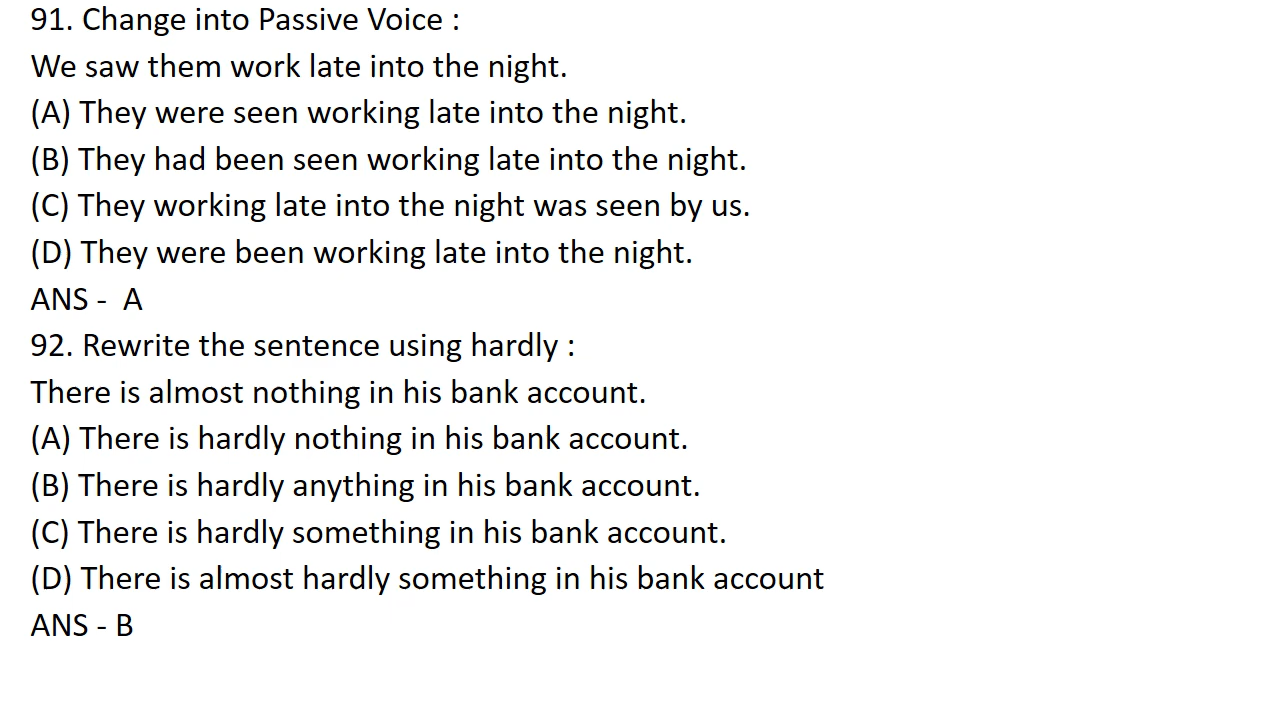 91. Change into Passive Voice :
We saw them work late into the night.
(A) They were seen working late into the night.
(B) They had been seen working late into the night.
(C) They working late into the night was seen by us.
(D) They were been working late into the night.
ANS -  A
92. Rewrite the sentence using hardly :
There is almost nothing in his bank account.
(A) There is hardly nothing in his bank account.
(B) There is hardly anything in his bank account.
(C) There is hardly something in his bank account.
(D) There is almost hardly something in his bank account
ANS - B